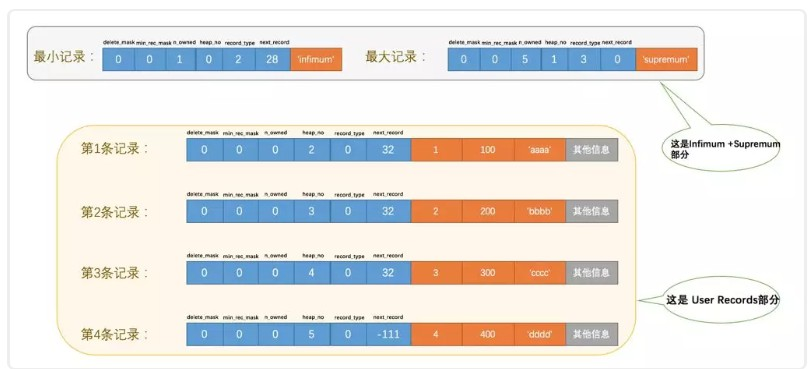 delete_mask min_rec_mask n_owned heap_no record_type next_record
最小记录： 0 0 1 0 2 28 'infimum'
delete_mask min_rec_mask n_owned heap_no record_type next_record
最大记录： 0 0 5 1 3 0 'supremum'
这是Infimum +Supremum
部分
delete_mask min_rec_mask n_owned heap_no record_type next_record
第1条记录： 0 0 0 2 0 32 1 100 'aaaa' 其他信息
delete_mask min_rec_mask n_owned heap_no record_type next_record
第2条记录： 0 0 0 3 0 32 2 200 'bbbb' 其他信息
delete_mask min_rec_mask n_owned heap_no record_type next_record
第3条记录： 0 0 0 4 0 32 3 300 'cccc' 其他信息
这是 User Records部分
delete_mask min_rec_mask n_owned heap_no record_type next_record
第4条记录： 0 0 0 5 0 -111 4 400 'dddd' 其他信息